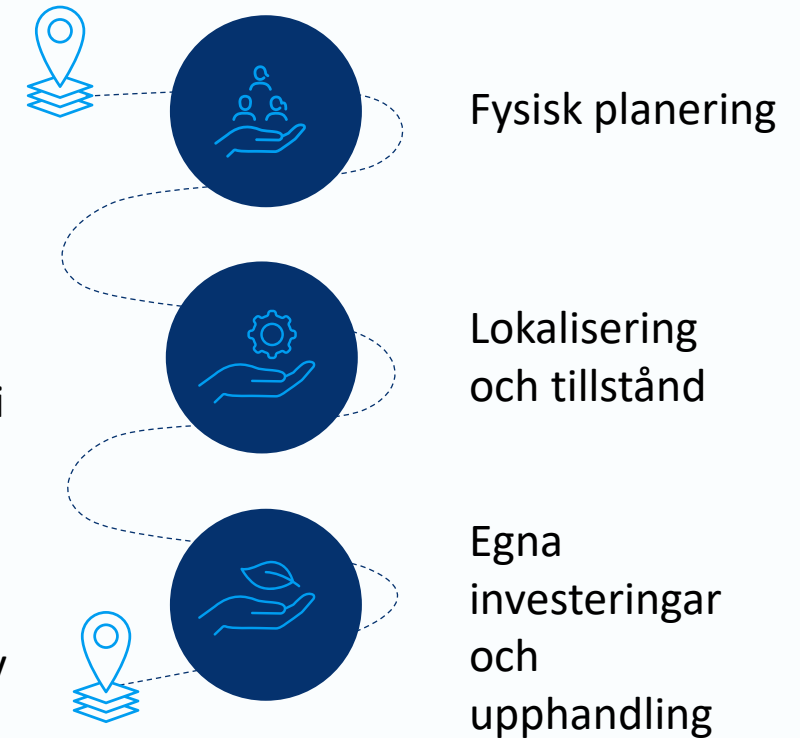 Fysisk planering
Lokalisering
och tillstånd
i
Egna
investeringar
och
upphandling